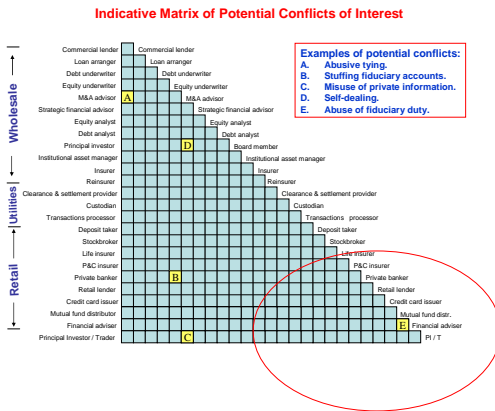 Indicative Matrix of Potential Conflicts of Interest
Examples of potential conflicts:
A. Abusive tying.
B. Stuffing fiduciary accounts.
C. Misuse of private information.
D. Self-dealing.
E. Abuse of fiduciary duty.
Wholesale
Utilities
Retail
Commercial lender Commercial lender
Loan arranger Loan arranger
Debt underwriter Debt underwriter
Equity underwriter Equity underwriter
M&A advisor A M&A advisor
Strategic financial advisor Strategic financial advisor
Equity analyst Equity analyst
Debt analyst Debt analyst
Principal investor D Board member
Institutional asset manager Institutional asset manager
Insurer Insurer
Reinsurer Reinsurer
Clearance & settlement provider Clearance & settlement provider
Custodian Custodian
Transactions processor Transactions processor
Deposit taker Deposit taker
Stockbroker Stockbroker
Life insurer Life insurer
P&C insurer P&C insurer
Private banker B Private banker
Retail lender Retail lender
Credit card issuer Credit card issuer
Mutual fund distributor Mutual fund distr.
Financial adviser E Financial adviser
Principal Investor / Trader C PI / T